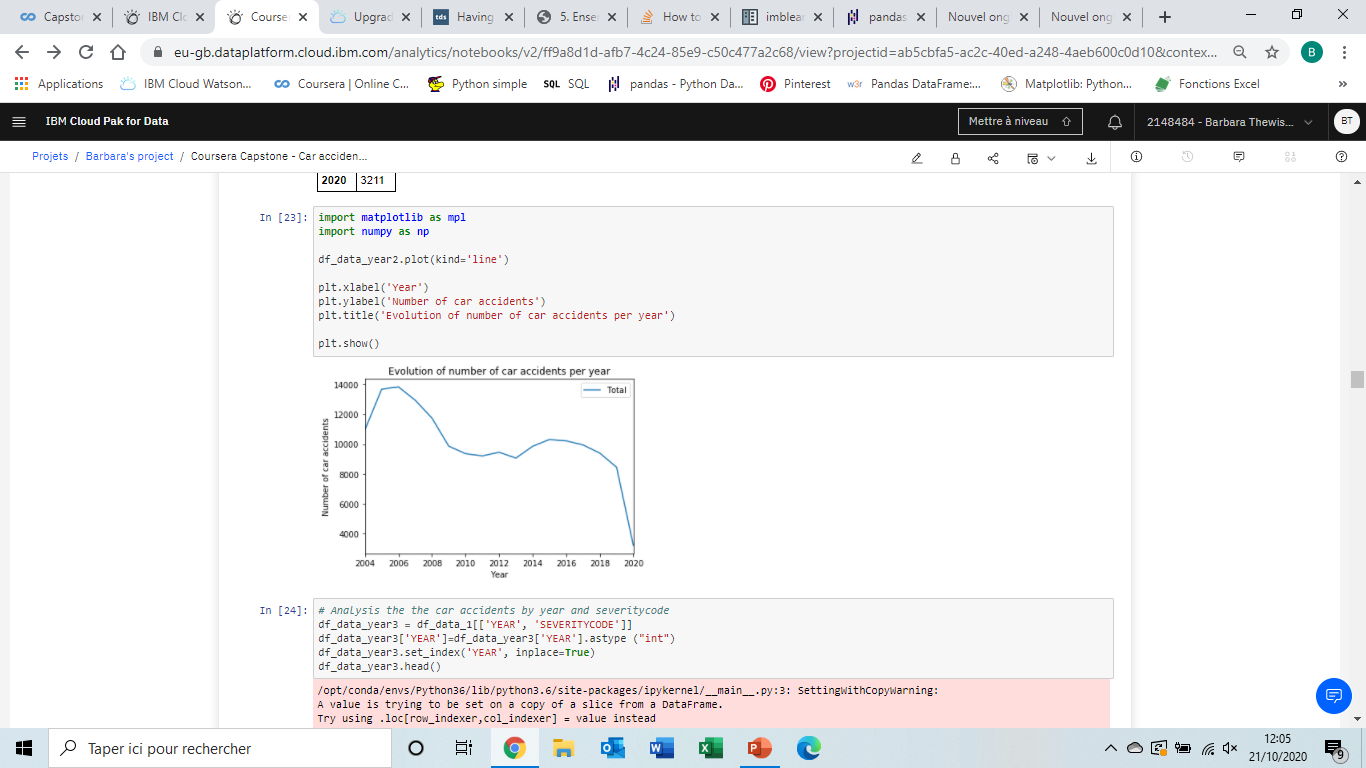 Capston
IBM Clo
Course
Upgrad
tds Having
5. Ense
How to
imblear
pandas
Nouvel ong
Nouvel ong
eu-gb.dataplatform.cloud.ibm.com/analytics/notebooks/v2/ff9a8d1d-afb7-4c24-85e9-c50c477a2c68/view?projectid=ab5cbfa5-ac2c-40ed-a248-4aeb600c0d10&contex...
B
Applications
IBM Cloud Watson...
Coursera | Online C...
Python simple
SQL SQL
pandas - Python Da...
Pinterest
w3r Pandas DataFrame:...
Matplotlib: Python...
Fonctions Excel
»
IBM Cloud Pak for Data
Mettre à niveau
2148484 - Barbara Thewis...
BT
Projets / Barbara's project / Coursera Capstone - Car acciden...
2020 3211
In [23]:
import matplotlib as mpl
import numpy as np
df_data_year2.plot(kind='line')
plt.xlabel('Year')
plt.ylabel('Number of car accidents')
plt.title('Evolution of number of car accidents per year')
plt.show()
Evolution of number of car accidents per year
Total
14000
12000
10000
8000
6000
4000
Number of car accidents
2004 2006 2008 2010 2012 2014 2016 2018 2020
Year
In [24]:
# Analysis the the car accidents by year and severitycode
df_data_year3 = df_data_1[['YEAR', 'SEVERITYCODE']]
df_data_year3['YEAR']=df_data_year3['YEAR'].astype ("int")
df_data_year3.set_index('YEAR', inplace=True)
df_data_year3.head()
/opt/conda/envs/Python36/lib/python3.6/site-packages/ipykernel/__main__.py:3: SettingWithCopyWarning:
A value is trying to be set on a copy of a slice from a DataFrame.
Try using .loc[row_indexer,col_indexer] = value instead
Taper ici pour rechercher
12:05
21/10/2020
9